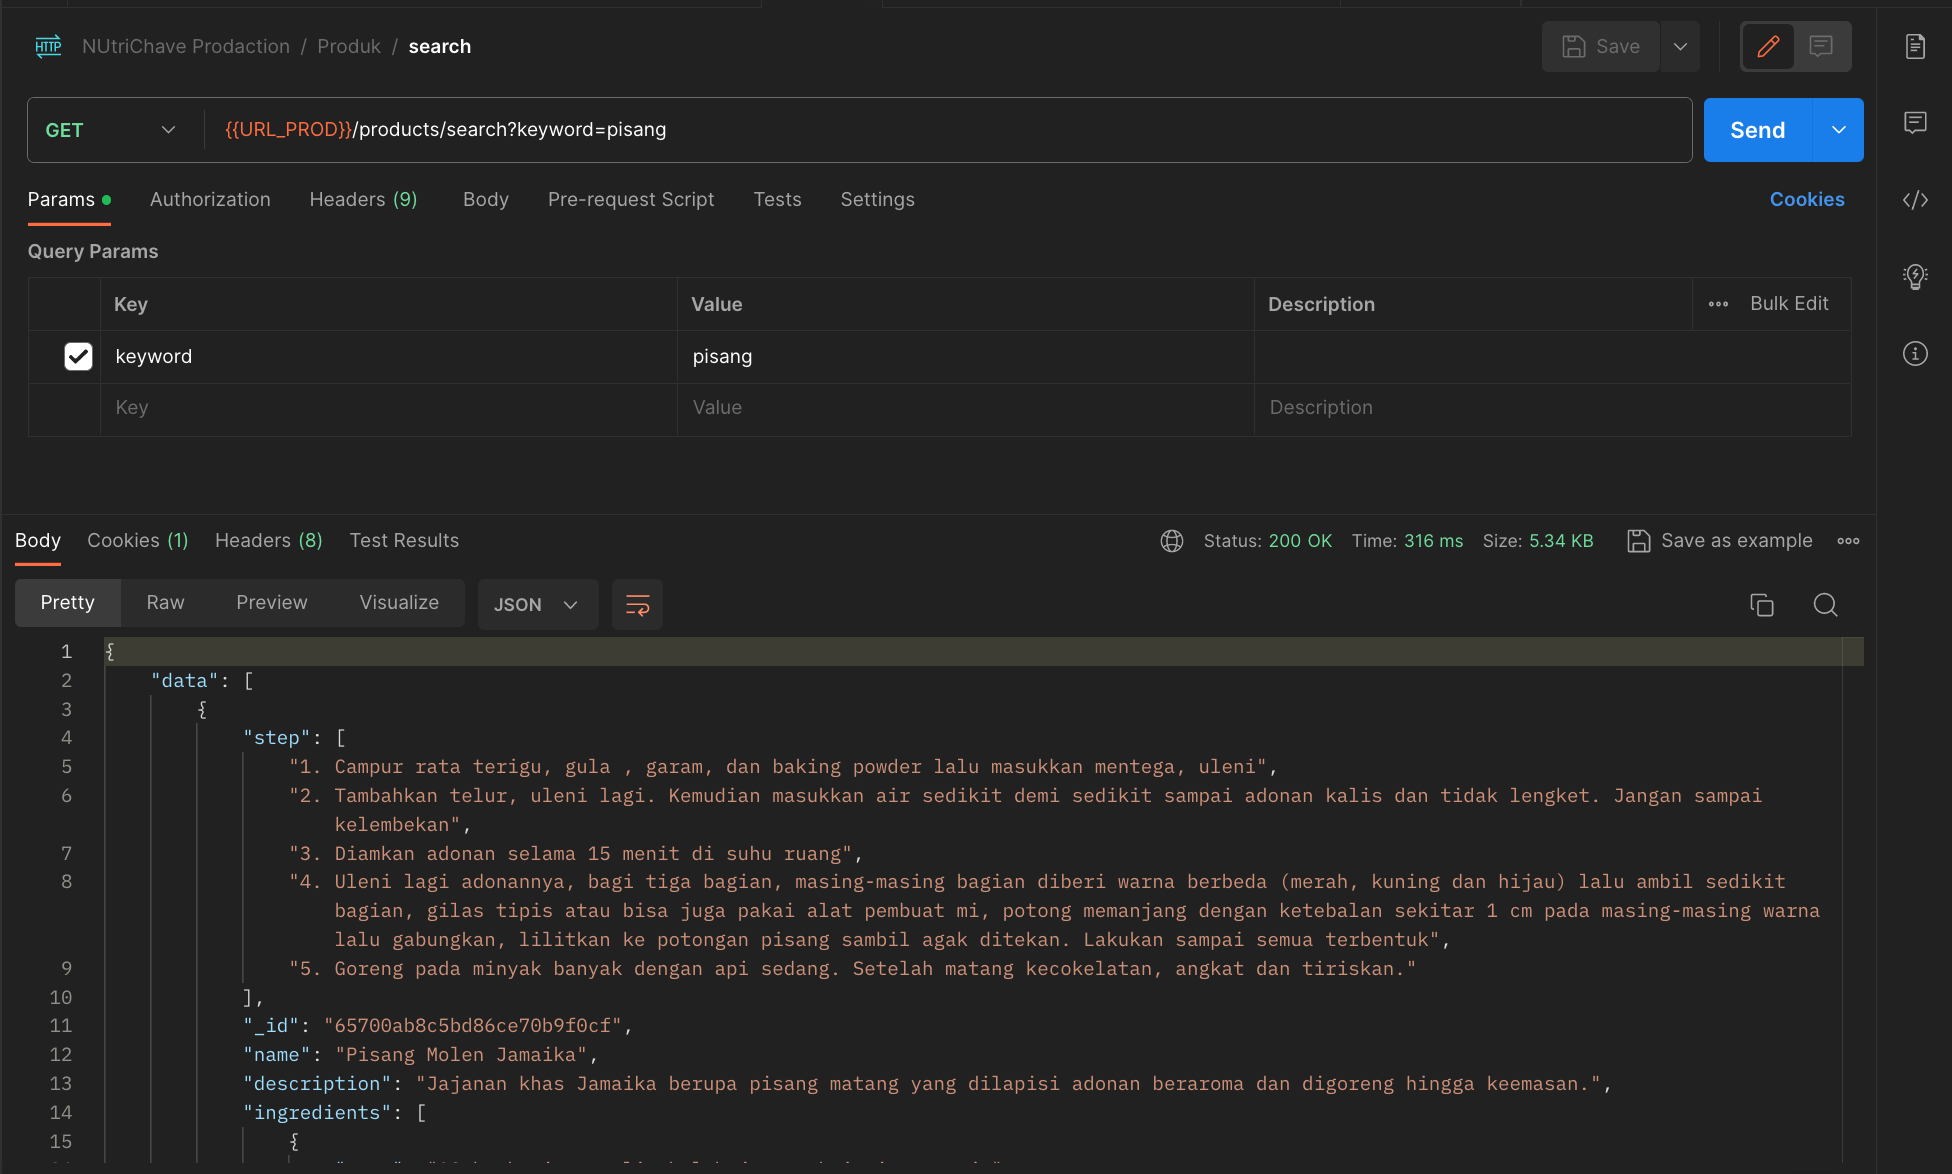 HTTP NUtriChave Prodaction / Produk / search
Save
GET {{URL_PROD}}/products/search?keyword=pisang
Send
Params Authorization Headers (9) Body Pre-request Script Tests Settings
Cookies
Query Params
Key Value Description Bulk Edit
keyword pisang
Key Value Description
Body Cookies (1) Headers (8) Test Results
Status: 200 OK Time: 316 ms Size: 5.34 KB Save as example
Pretty Raw Preview Visualize JSON
1 {
2 "data": [
3 {
4 "step": [
5 "1. Campur rata terigu, gula , garam, dan baking powder lalu masukkan mentega, uleni",
6 "2. Tambahkan telur, uleni lagi. Kemudian masukkan air sedikit demi sedikit sampai adonan kalis dan tidak lengket. Jangan sampai
kelembekan",
7 "3. Diamkan adonan selama 15 menit di suhu ruang",
8 "4. Uleni lagi adonannya, bagi tiga bagian, masing-masing bagian diberi warna berbeda (merah, kuning dan hijau) lalu ambil sedikit
bagian, gilas tipis atau bisa juga pakai alat pembuat mi, potong memanjang dengan ketebalan sekitar 1 cm pada masing-masing warna
lalu gabungkan, lilitkan ke potongan pisang sambil agak ditekan. Lakukan sampai semua terbentuk",
9 "5. Goreng pada minyak banyak dengan api sedang. Setelah matang kecokelatan, angkat dan tiriskan."
10 ],
11 "_id": "65700ab8c5bd86ce70b9f0cf",
12 "name": "Pisang Molen Jamaika",
13 "description": "Jajanan khas Jamaika berupa pisang matang yang dilapisi adonan beraroma dan digoreng hingga keemasan.",
14 "ingredients": [
15 {